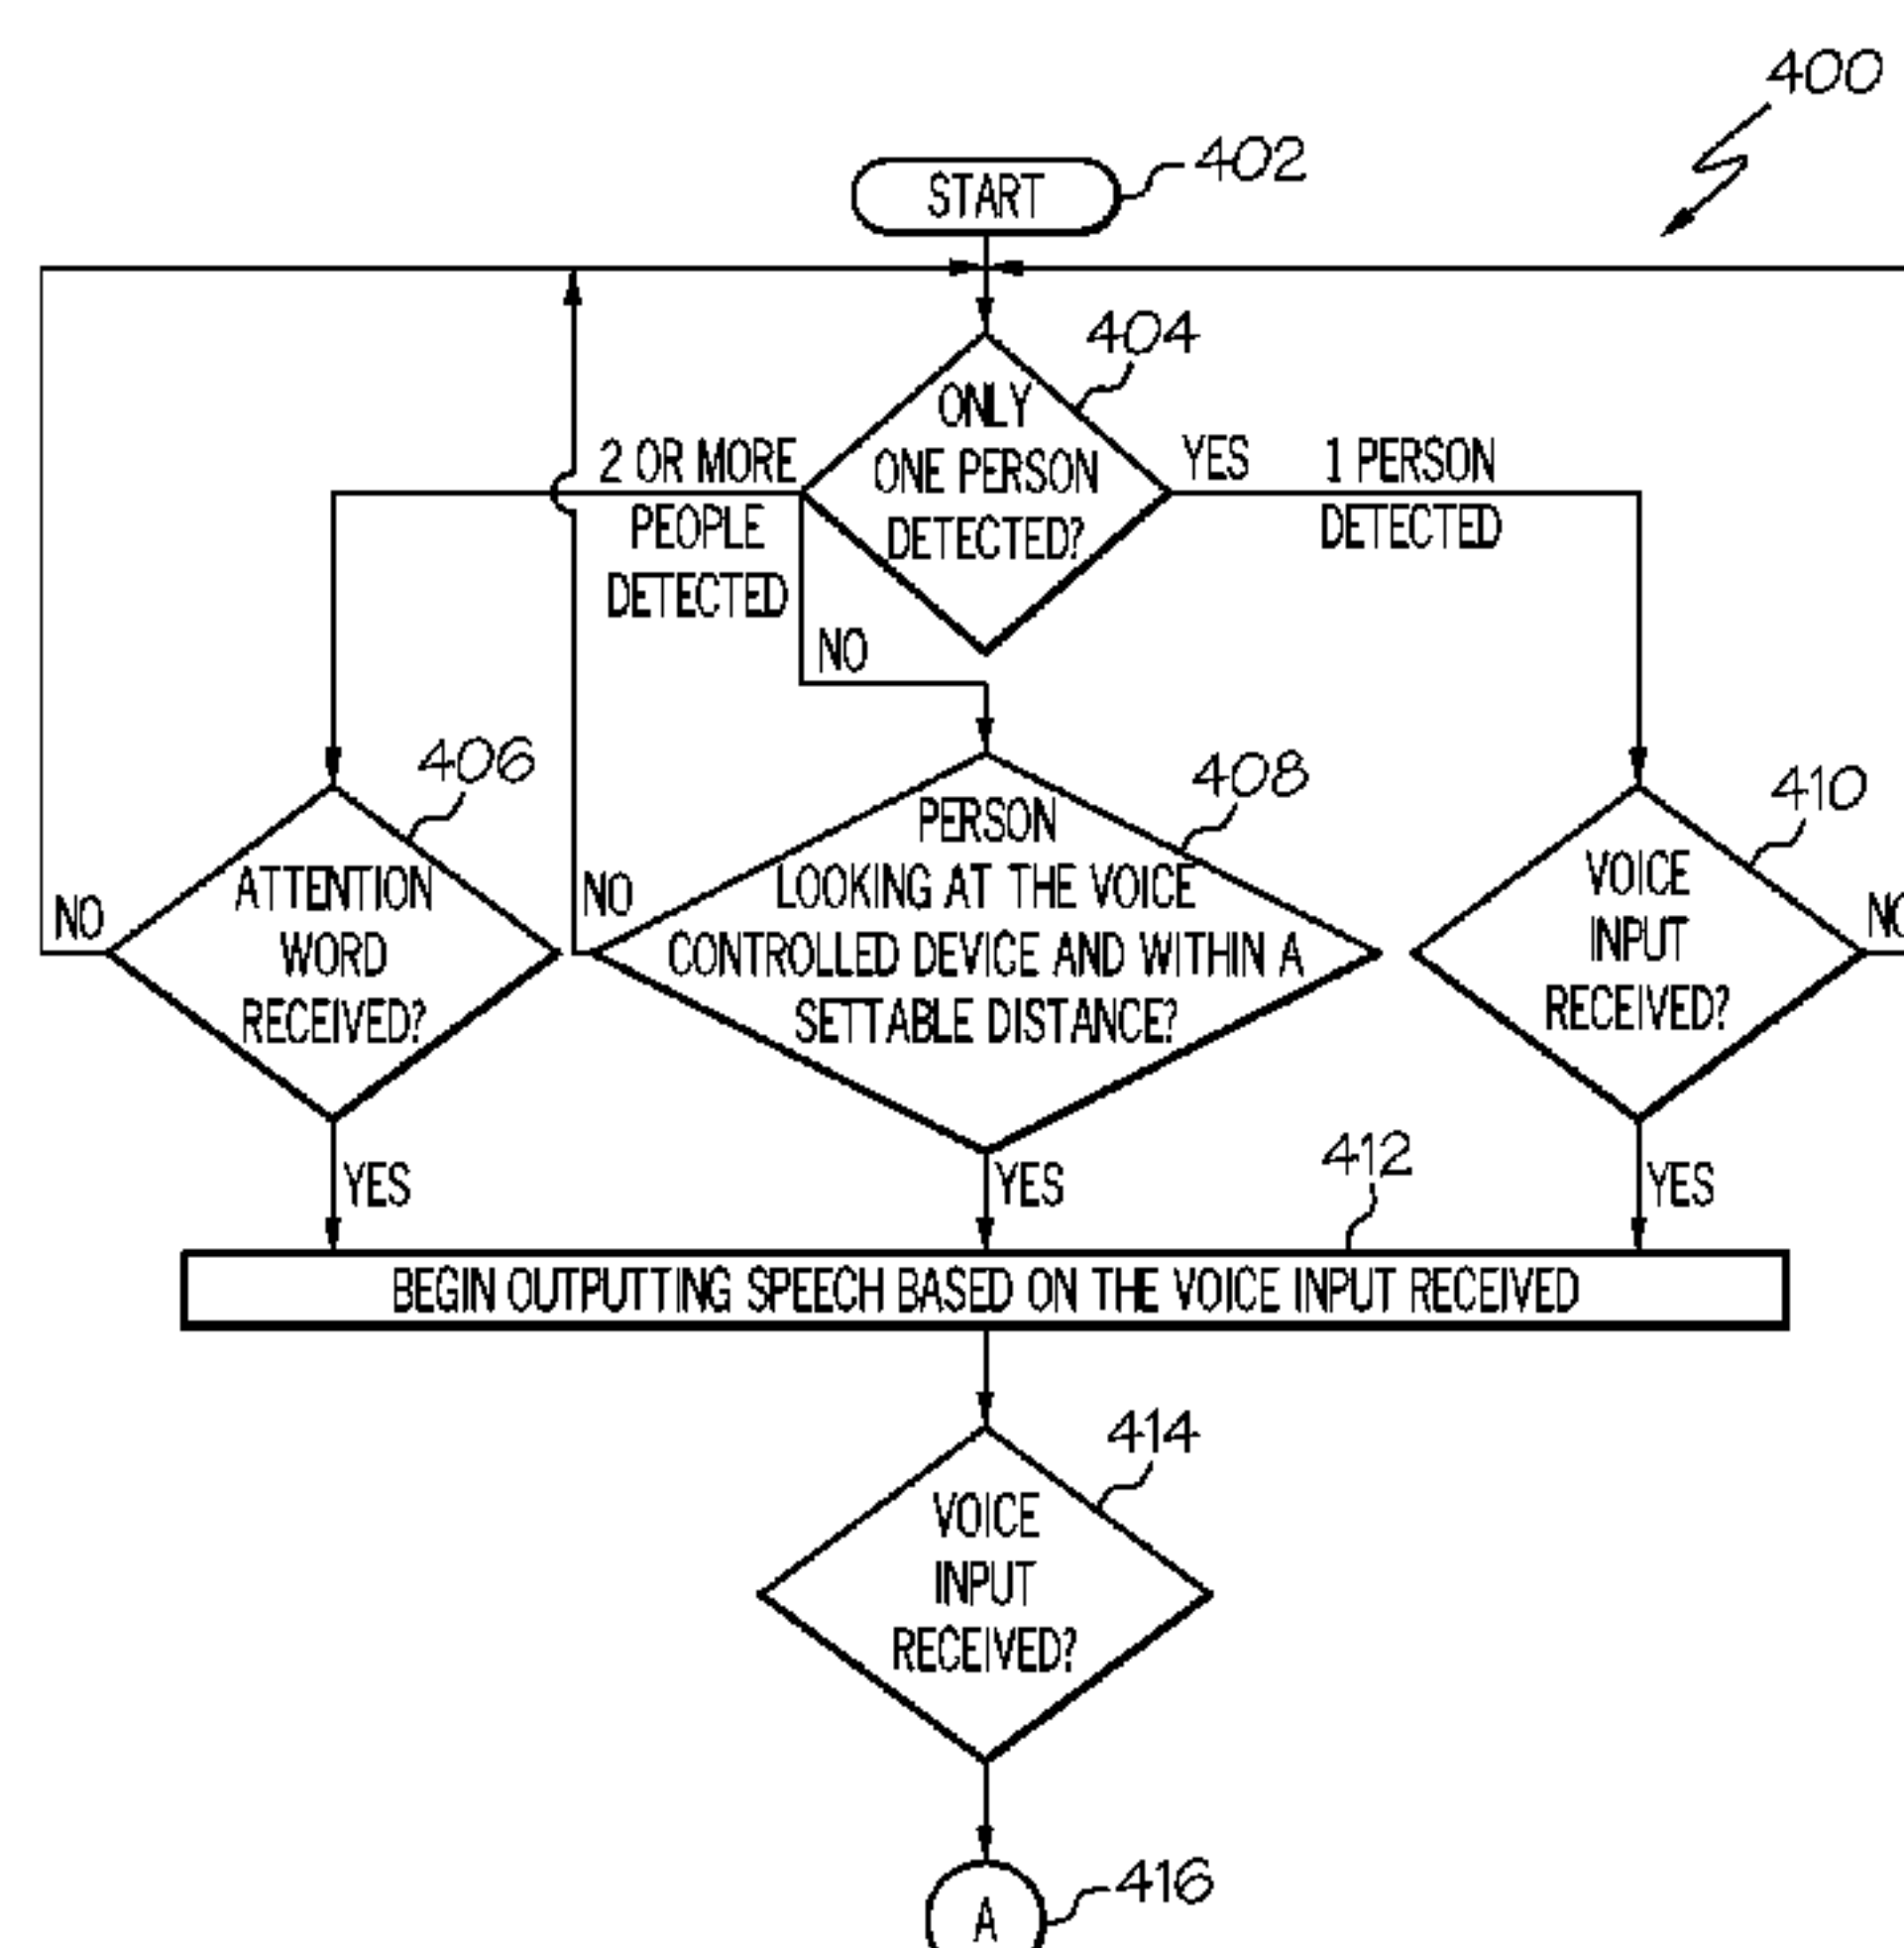 400
START
402
404
ONLY
ONE PERSON
DETECTED?
2 OR MORE
PEOPLE
DETECTED
YES
1 PERSON
DETECTED
NO
406
ATTENTION
WORD
RECEIVED?
NO
408
PERSON
LOOKING AT THE VOICE
CONTROLLED DEVICE AND WITHIN A
SETTABLE DISTANCE?
NO
410
VOICE
INPUT
RECEIVED?
NO
YES
YES
YES
412
BEGIN OUTPUTTING SPEECH BASED ON THE VOICE INPUT RECEIVED
414
VOICE
INPUT
RECEIVED?
A
416